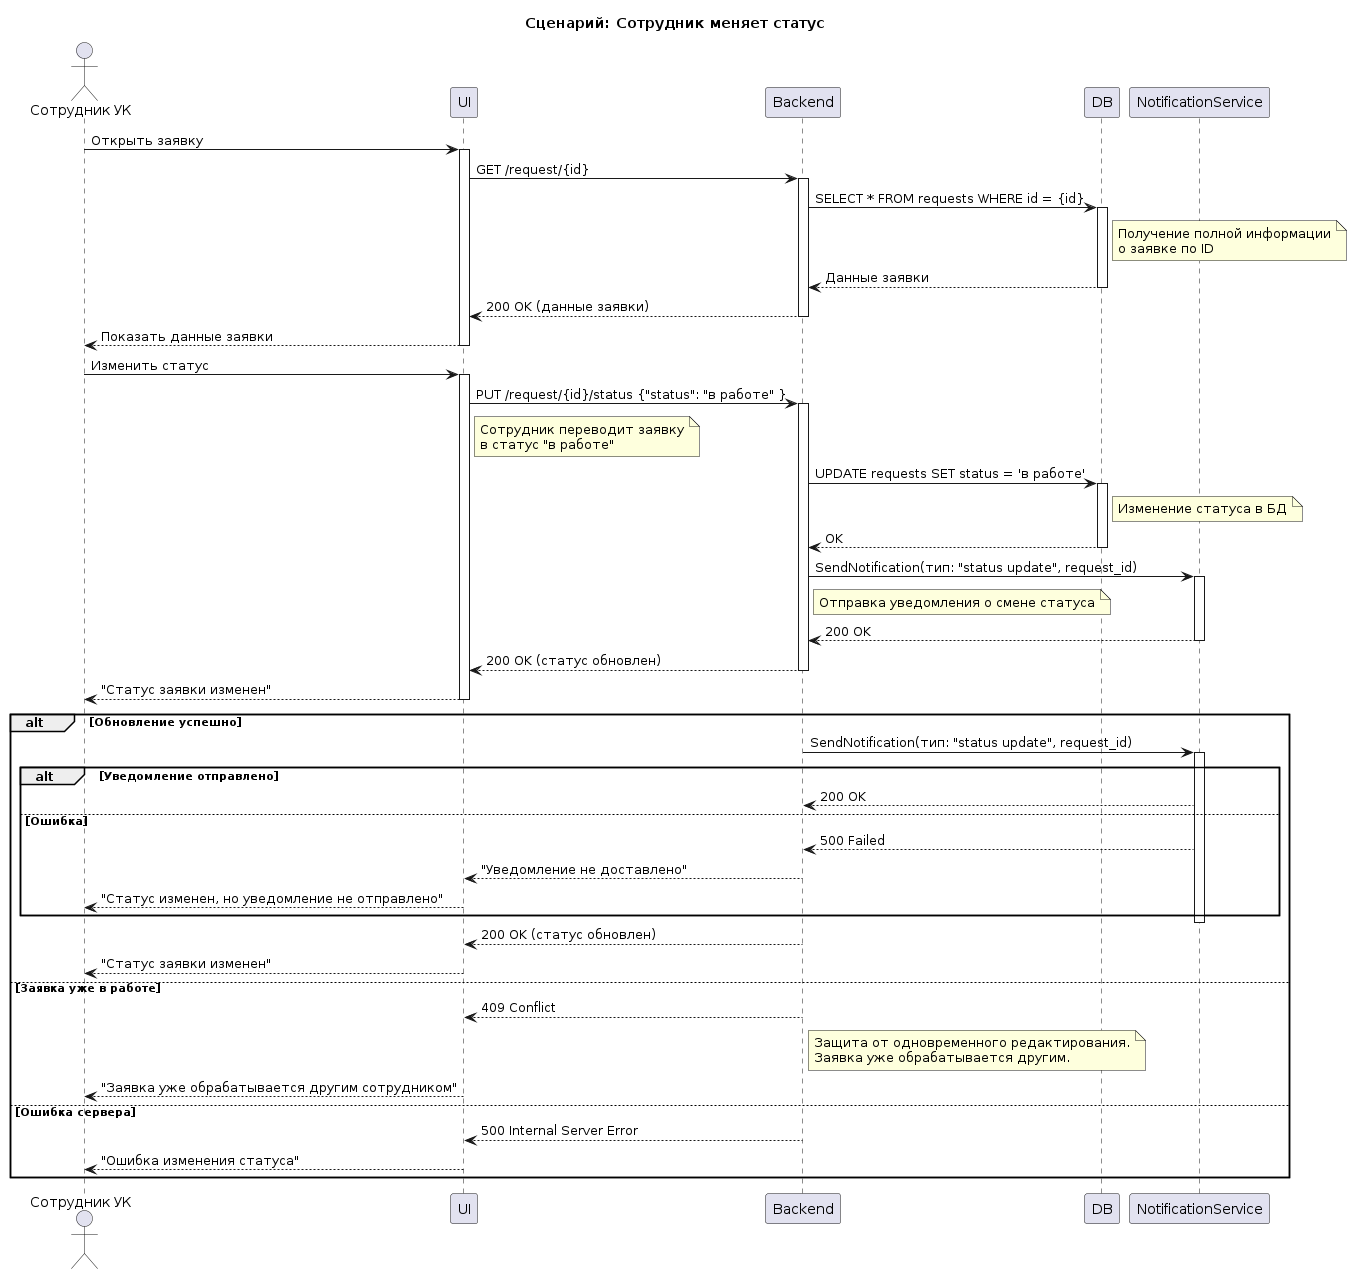 Сценарий: Сотрудник меняет статус
Сотрудник УК
UI
Backend
DB
NotificationService
Открыть заявку
GET /request/{id}
SELECT * FROM requests WHERE id = {id}
Получение полной информации
о заявке по ID
Данные заявки
200 OK (данные заявки)
Показать данные заявки
Изменить статус
PUT /request/{id}/status {"status": "в работе" }
Сотрудник переводит заявку
в статус "в работе"
UPDATE requests SET status = 'в работе'
Изменение статуса в БД
OK
SendNotification(тип: "status update", request_id)
Отправка уведомления о смене статуса
200 OK
200 OK (статус обновлен)
"Статус заявки изменен"
alt [Обновление успешно]
SendNotification(тип: "status update", request_id)
alt [Уведомление отправлено]
200 OK
[Ошибка]
500 Failed
"Уведомление не доставлено"
"Статус изменен, но уведомление не отправлено"
200 OK (статус обновлен)
"Статус заявки изменен"
[Заявка уже в работе]
409 Conflict
Защита от одновременного редактирования.
Заявка уже обрабатывается другим.
"Заявка уже обрабатывается другим сотрудником"
[Ошибка сервера]
500 Internal Server Error
"Ошибка изменения статуса"
Сотрудник УК
UI
Backend
DB
NotificationService